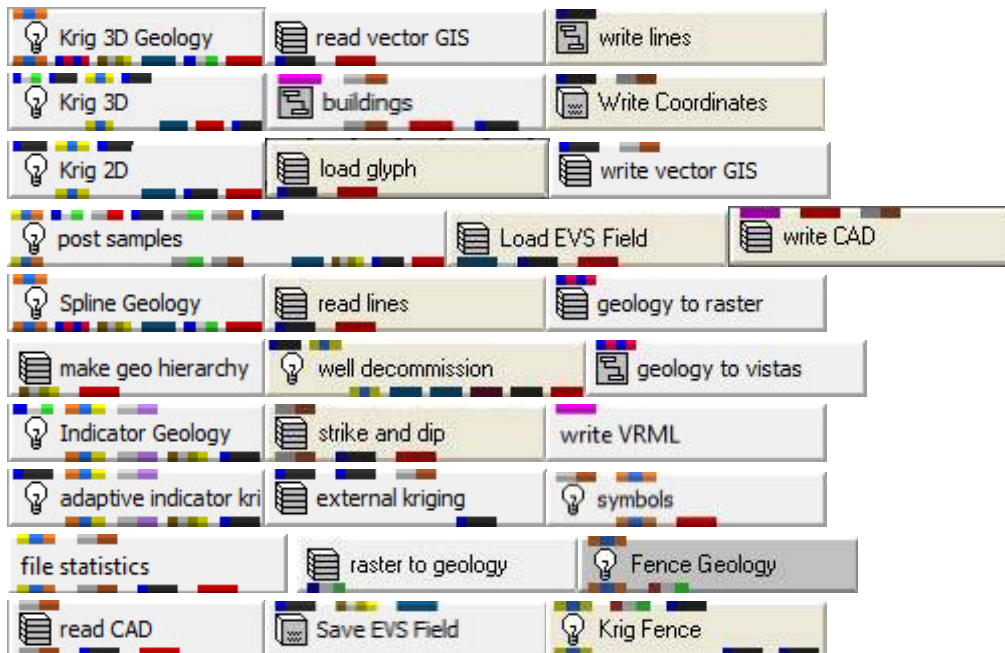 Krig 3D Geology read vector GIS write lines
Krig 3D buildings Write Coordinates
Krig 2D load glyph write vector GIS
post samples Load EVS Field write CAD
Spline Geology read lines geology to raster
make geo hierarchy well decommission geology to vistas
Indicator Geology strike and dip write VRML
adaptive indicator kri external kriging symbols
file statistics raster to geology Fence Geology
read CAD Save EVS Field Krig Fence